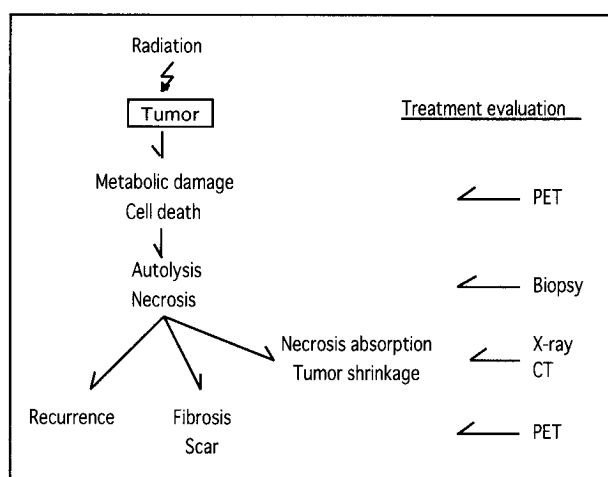 Radiation
Tumor
Treatment evaluation
Metabolic damage
Cell death
PET
Autolysis
Necrosis
Biopsy
Necrosis absorption
Tumor shrinkage
X-ray
CT
Recurrence
Fibrosis
Scar
PET